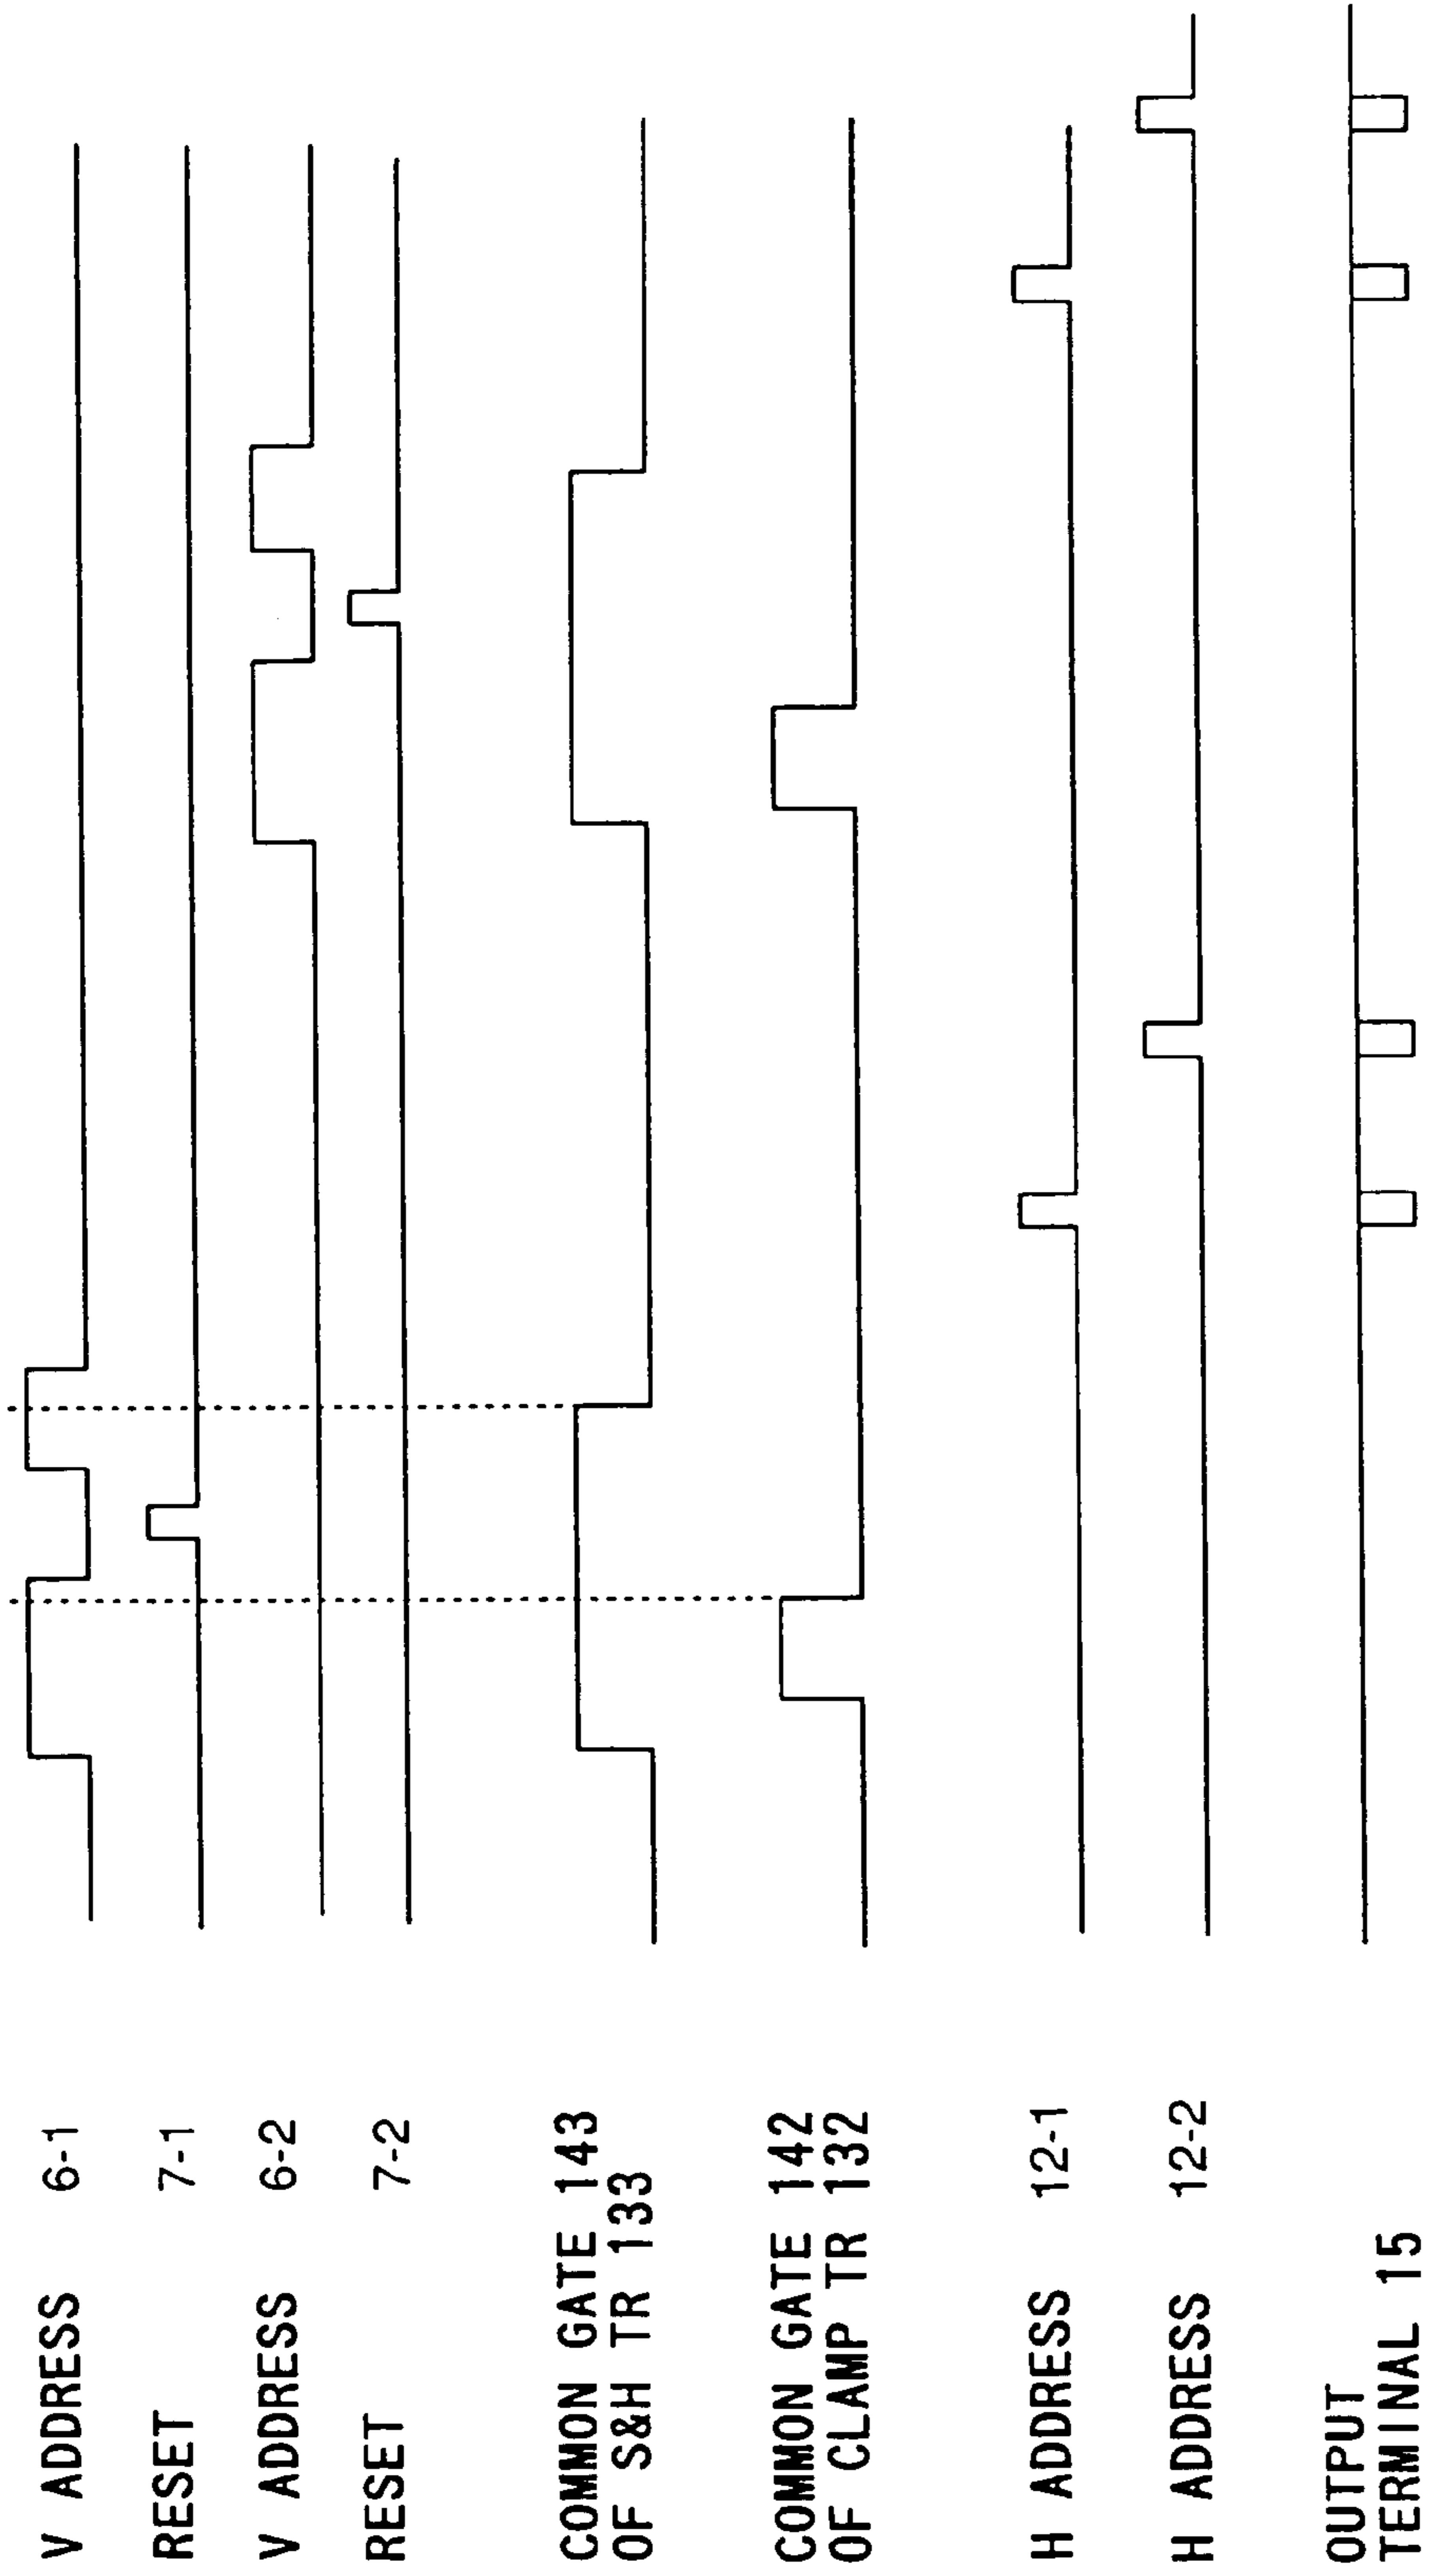 V ADDRESS 6-1
RESET 7-1
V ADDRESS 6-2
RESET 7-2
COMMON GATE 143
OF S&H TR 133
COMMON GATE 142
OF CLAMP TR 132
H ADDRESS 12-1
H ADDRESS 12-2
OUTPUT
TERMINAL 15